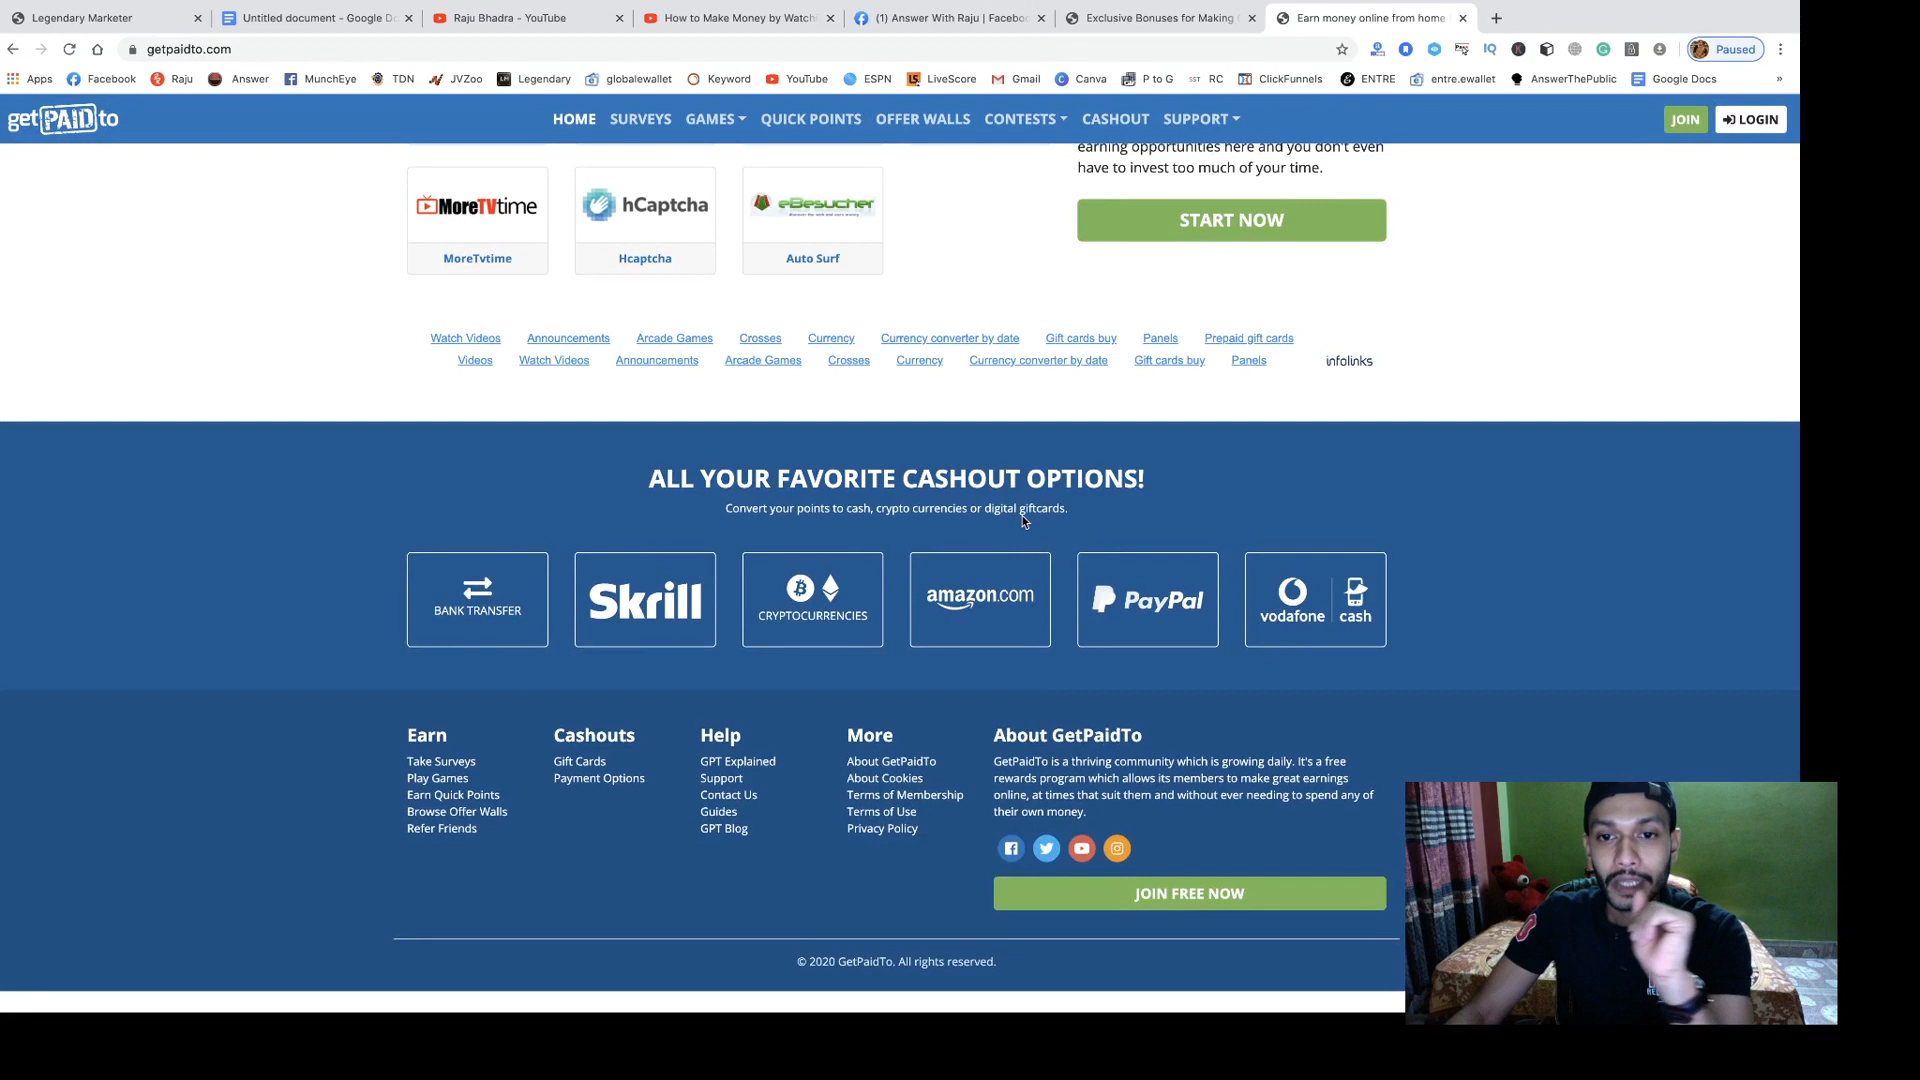 Legendary Marketer
Untitled document - Google D
Raju Bhadra - YouTube
How to Make Money by Watchi
(1) Answer With Raju | Facebo
Exclusive Bonuses for Making
Earn money online from home
getpaidto.com
Paused
Apps
Facebook
Raju
Answer
MunchEye
TDN
JVZoo
Legendary
globalewallet
Keyword
YouTube
ESPN
LiveScore
Gmail
Canva
P to G
RC
ClickFunnels
ENTRE
entre.ewallet
AnswerThePublic
Google Docs
»
getPAIDto
HOME
SURVEYS
GAMES
QUICK POINTS
OFFER WALLS
CONTESTS
CASHOUT
SUPPORT
JOIN
LOGIN
earning opportunities here and you don't even
have to invest too much of your time.
START NOW
MoreTVtime
hCaptcha
eBesucher
MoreTvtime
Hcaptcha
Auto Surf
Watch Videos Announcements Arcade Games Crosses Currency Currency converter by date Gift cards buy Panels Prepaid gift cards
Videos Watch Videos Announcements Arcade Games Crosses Currency Currency converter by date Gift cards buy Panels
infolinks
ALL YOUR FAVORITE CASHOUT OPTIONS!
Convert your points to cash, crypto currencies or digital giftcards.
BANK TRANSFER
Skrill
CRYPTOCURRENCIES
amazon.com
PayPal
vodafone cash
Earn
Take Surveys
Play Games
Earn Quick Points
Browse Offer Walls
Refer Friends
Cashouts
Gift Cards
Payment Options
Help
GPT Explained
Support
Contact Us
Guides
GPT Blog
More
About GetPaidTo
About Cookies
Terms of Membership
Terms of Use
Privacy Policy
About GetPaidTo
GetPaidTo is a thriving community which is growing daily. It's a free
rewards program which allows its members to make great earnings
online, at times that suit them and without ever needing to spend any of
their own money.
JOIN FREE NOW
© 2020 GetPaidTo. All rights reserved.